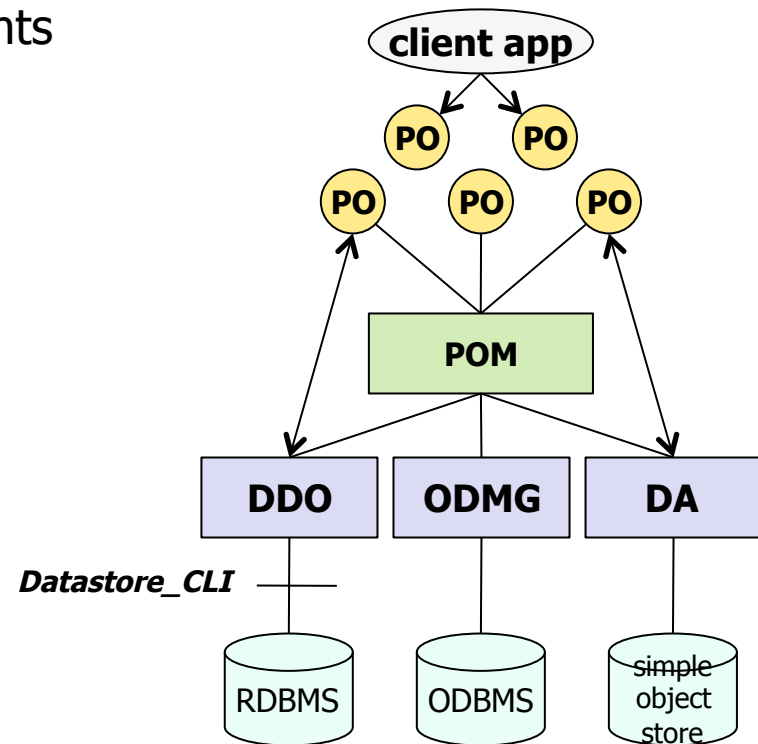 nts
client app
PO PO
PO PO PO
POM
DDO ODMG DA
Datastore_CLI
RDBMS ODBMS simple
object
store